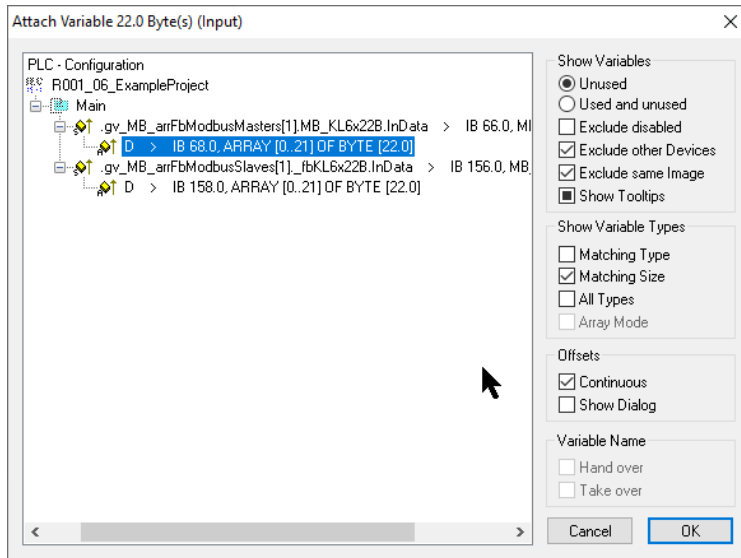 Attach Variable 22.0 Byte(s) (Input)
PLC - Configuration
R001_06_ExampleProject
Main
.gv_MB_arrFbModbusMasters[1].MB_KL6x22B.InData > IB 66.0, MI
D > IB 68.0, ARRAY [0..21] OF BYTE [22.0]
.gv_MB_arrFbModbusSlaves[1]._fbKL6x22B.InData > IB 156.0, MB_
D > IB 158.0, ARRAY [0..21] OF BYTE [22.0]
Show Variables
Unused
Used and unused
Exclude disabled
Exclude other Devices
Exclude same Image
Show Tooltips
Show Variable Types
Matching Type
Matching Size
All Types
Array Mode
Offsets
Continuous
Show Dialog
Variable Name
Hand over
Take over
Cancel
OK